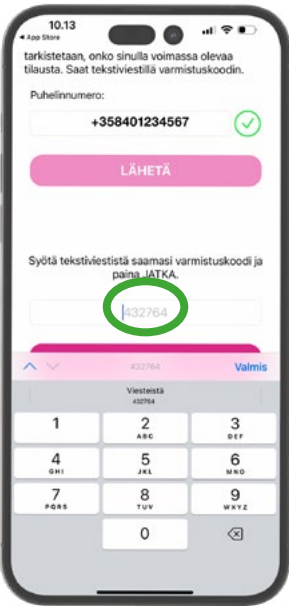 10.13
◀ App Store
tarkistetaan, onko sinulla voimassa olevaa
tilausta. Saat tekstiviestillä varmistuskoodin.
Puhelinnumero:
+358401234567
LÄHETÄ
Syötä tekstiviestistä saamasi varmistuskoodi ja
paina JATKA.
432764
432764
Valmis
Viesteistä
432764
1
2
3
ABC
DEF
4
5
6
GHI
JKL
MNO
7
8
9
PQRS
TUV
WXYZ
0